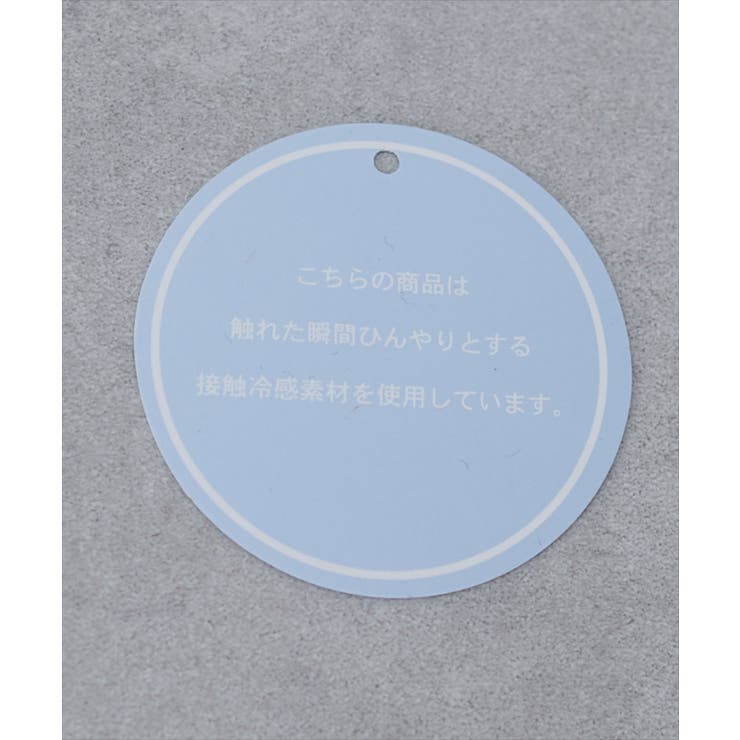 こちらの商品は
触れた瞬間ひんやりとする
接触冷感素材を使用しています。